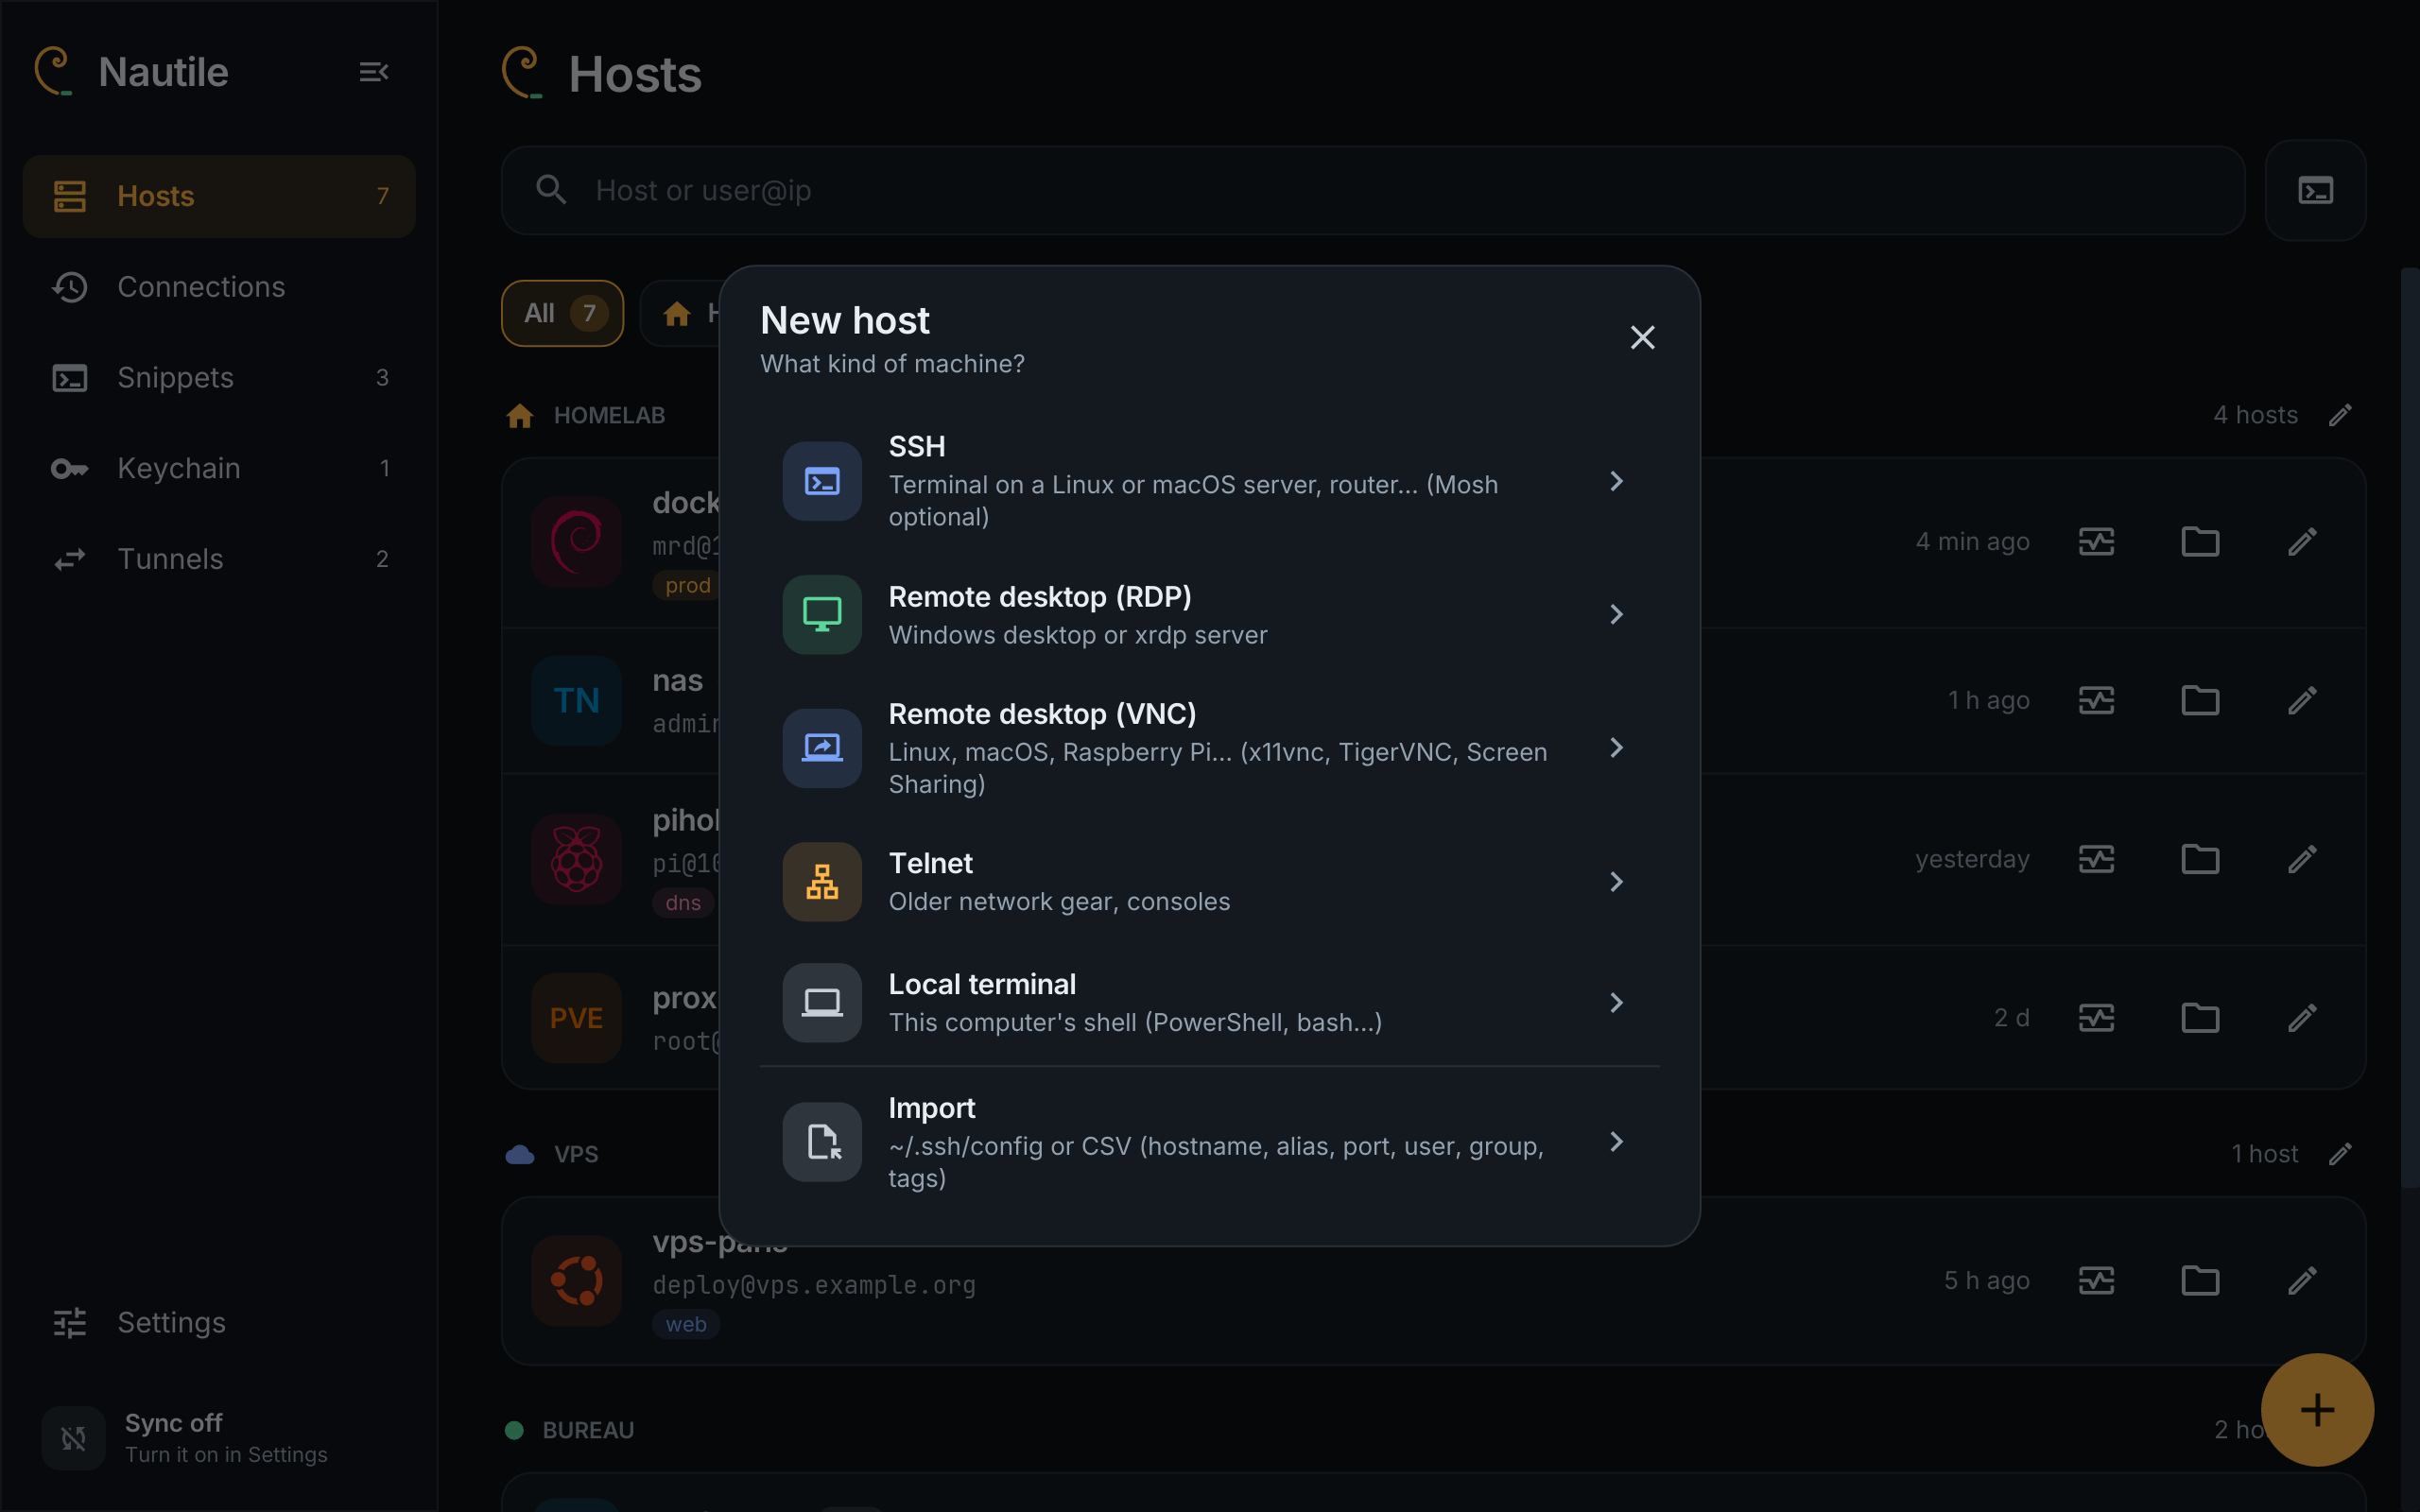 Nautile
Hosts 7
Connections
Snippets 3
Keychain 1
Tunnels 2
Settings
Sync off
Turn it on in Settings
Hosts
Host or user@ip
All 7
HOMELAB
4 hosts
prod
4 min ago
TN
nas
1 h ago
dns
yesterday
PVE
2 d
VPS
1 host
deploy@vps.example.org
web
5 h ago
BUREAU
New host
What kind of machine?
SSH
Terminal on a Linux or macOS server, router... (Mosh
optional)
Remote desktop (RDP)
Windows desktop or xrdp server
Remote desktop (VNC)
Linux, macOS, Raspberry Pi... (x11vnc, TigerVNC, Screen
Sharing)
Telnet
Older network gear, consoles
Local terminal
This computer's shell (PowerShell, bash...)
Import
~/.ssh/config or CSV (hostname, alias, port, user, group,
tags)